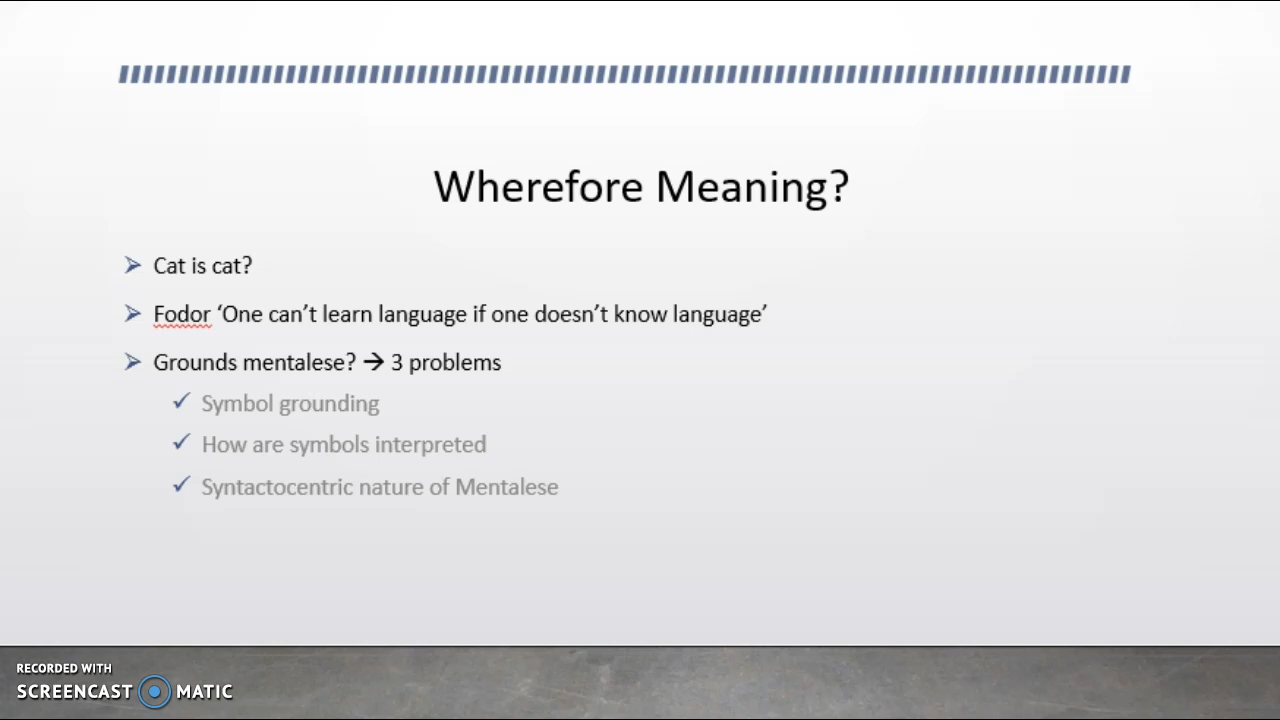 Wherefore Meaning?
Cat is cat?
Fodor ‘One can’t learn language if one doesn’t know language’
Grounds mentalese? → 3 problems
Symbol grounding
How are symbols interpreted
Syntactocentric nature of Mentalese
RECORDED WITH
SCREENCAST MATIC